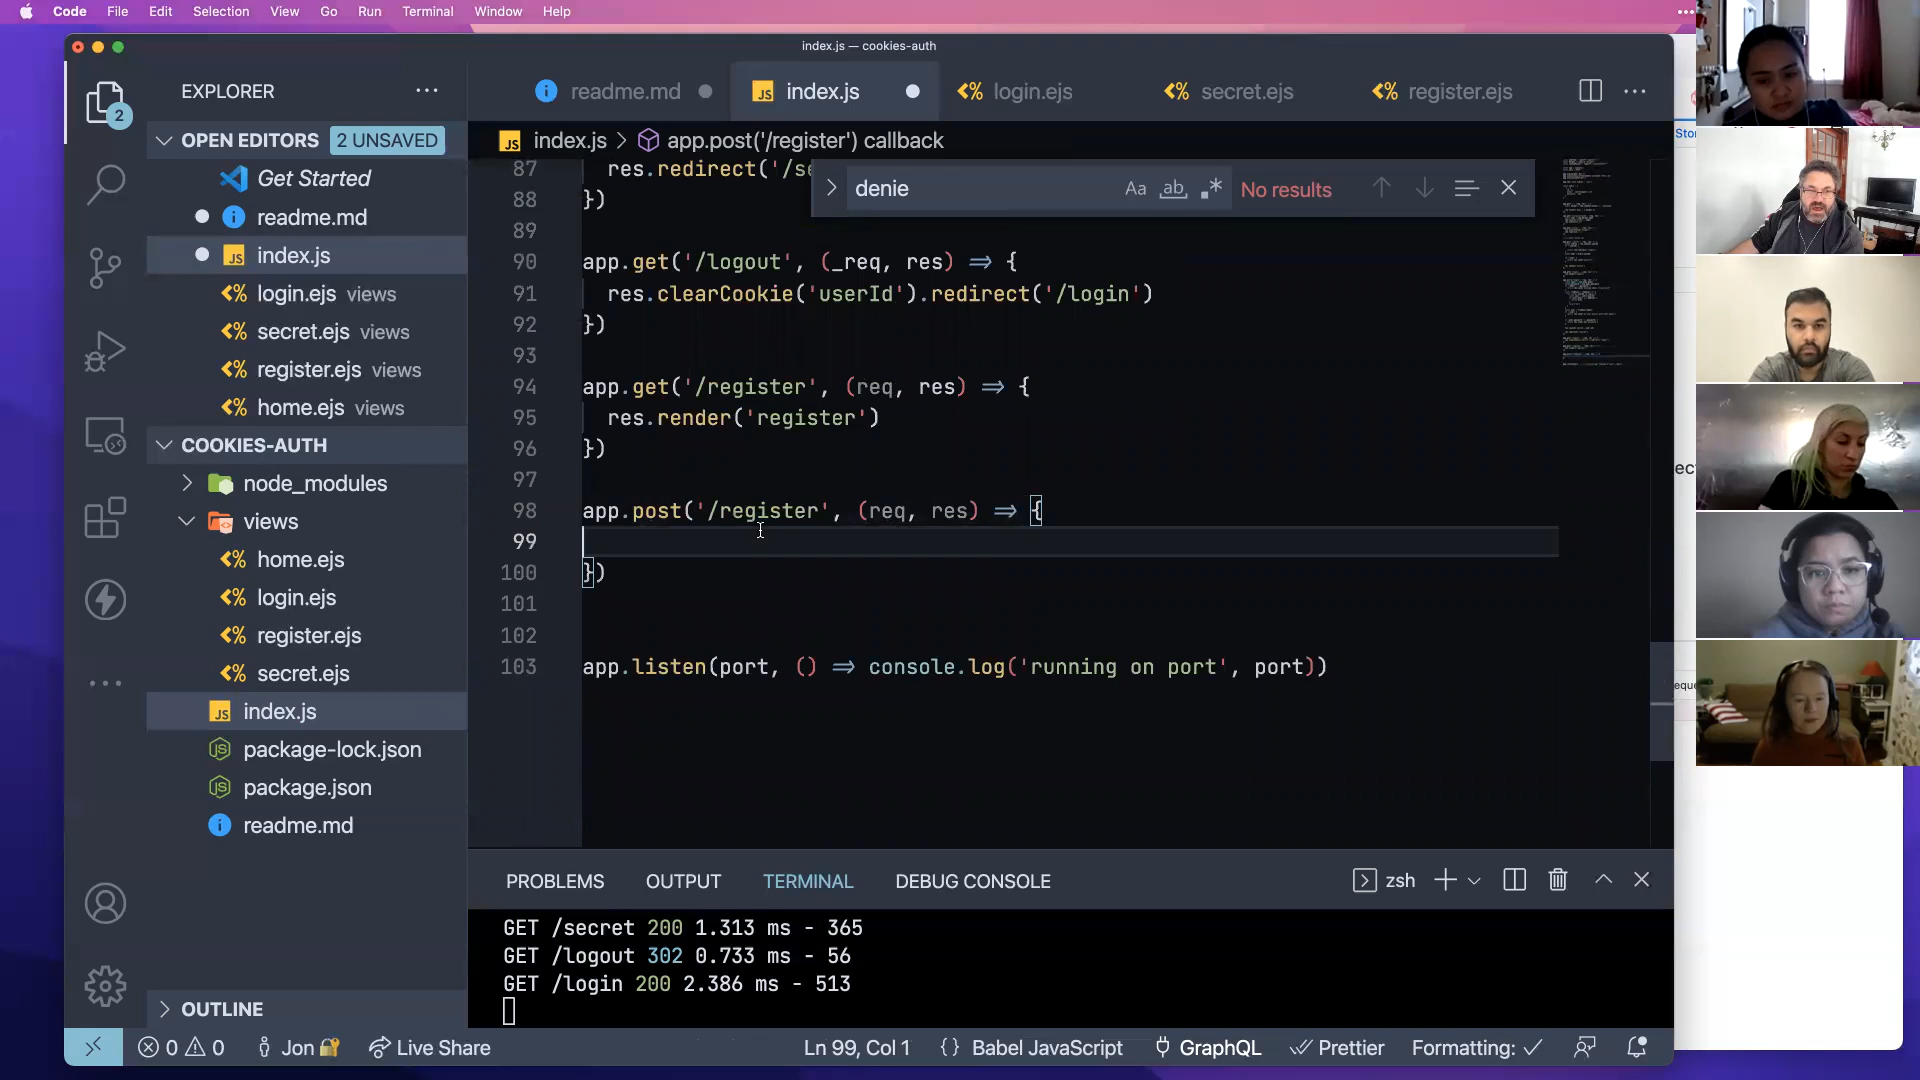 Code File Edit Selection View Go Run Terminal Window Help
index.js — cookies-auth
EXPLORER
readme.md
index.js
login.ejs
secret.ejs
register.ejs
2
OPEN EDITORS 2 UNSAVED
Get Started
readme.md
index.js
login.ejs views
secret.ejs views
register.ejs views
home.ejs views
COOKIES-AUTH
node_modules
views
home.ejs
login.ejs
register.ejs
secret.ejs
index.js
package-lock.json
package.json
readme.md
OUTLINE
index.js > app.post('/register') callback
denie Aa ab .* No results
87 res.redirect('/se
88 })
89
90 app.get('/logout', (_req, res) => {
91 res.clearCookie('userId').redirect('/login')
92 })
93
94 app.get('/register', (req, res) => {
95 res.render('register')
96 })
97
98 app.post('/register', (req, res) => {
99
100 })
101
102
103 app.listen(port, () => console.log('running on port', port))
PROBLEMS OUTPUT TERMINAL DEBUG CONSOLE zsh
GET /secret 200 1.313 ms - 365
GET /logout 302 0.733 ms - 56
GET /login 200 2.386 ms - 513
0 0 Jon Live Share Ln 99, Col 1 {} Babel JavaScript GraphQL Prettier Formatting: ✓
Stor
ect
eque